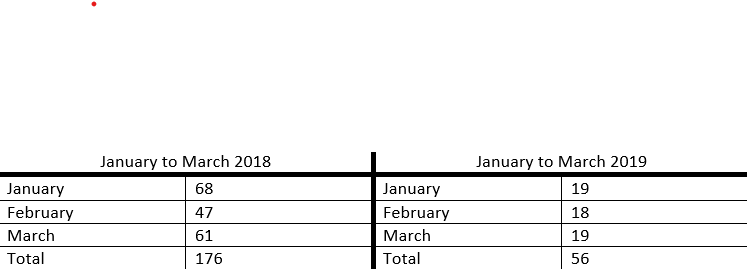 January to March 2018 January to March 2019
January 68 January 19
February 47 February 18
March 61 March 19
Total 176 Total 56